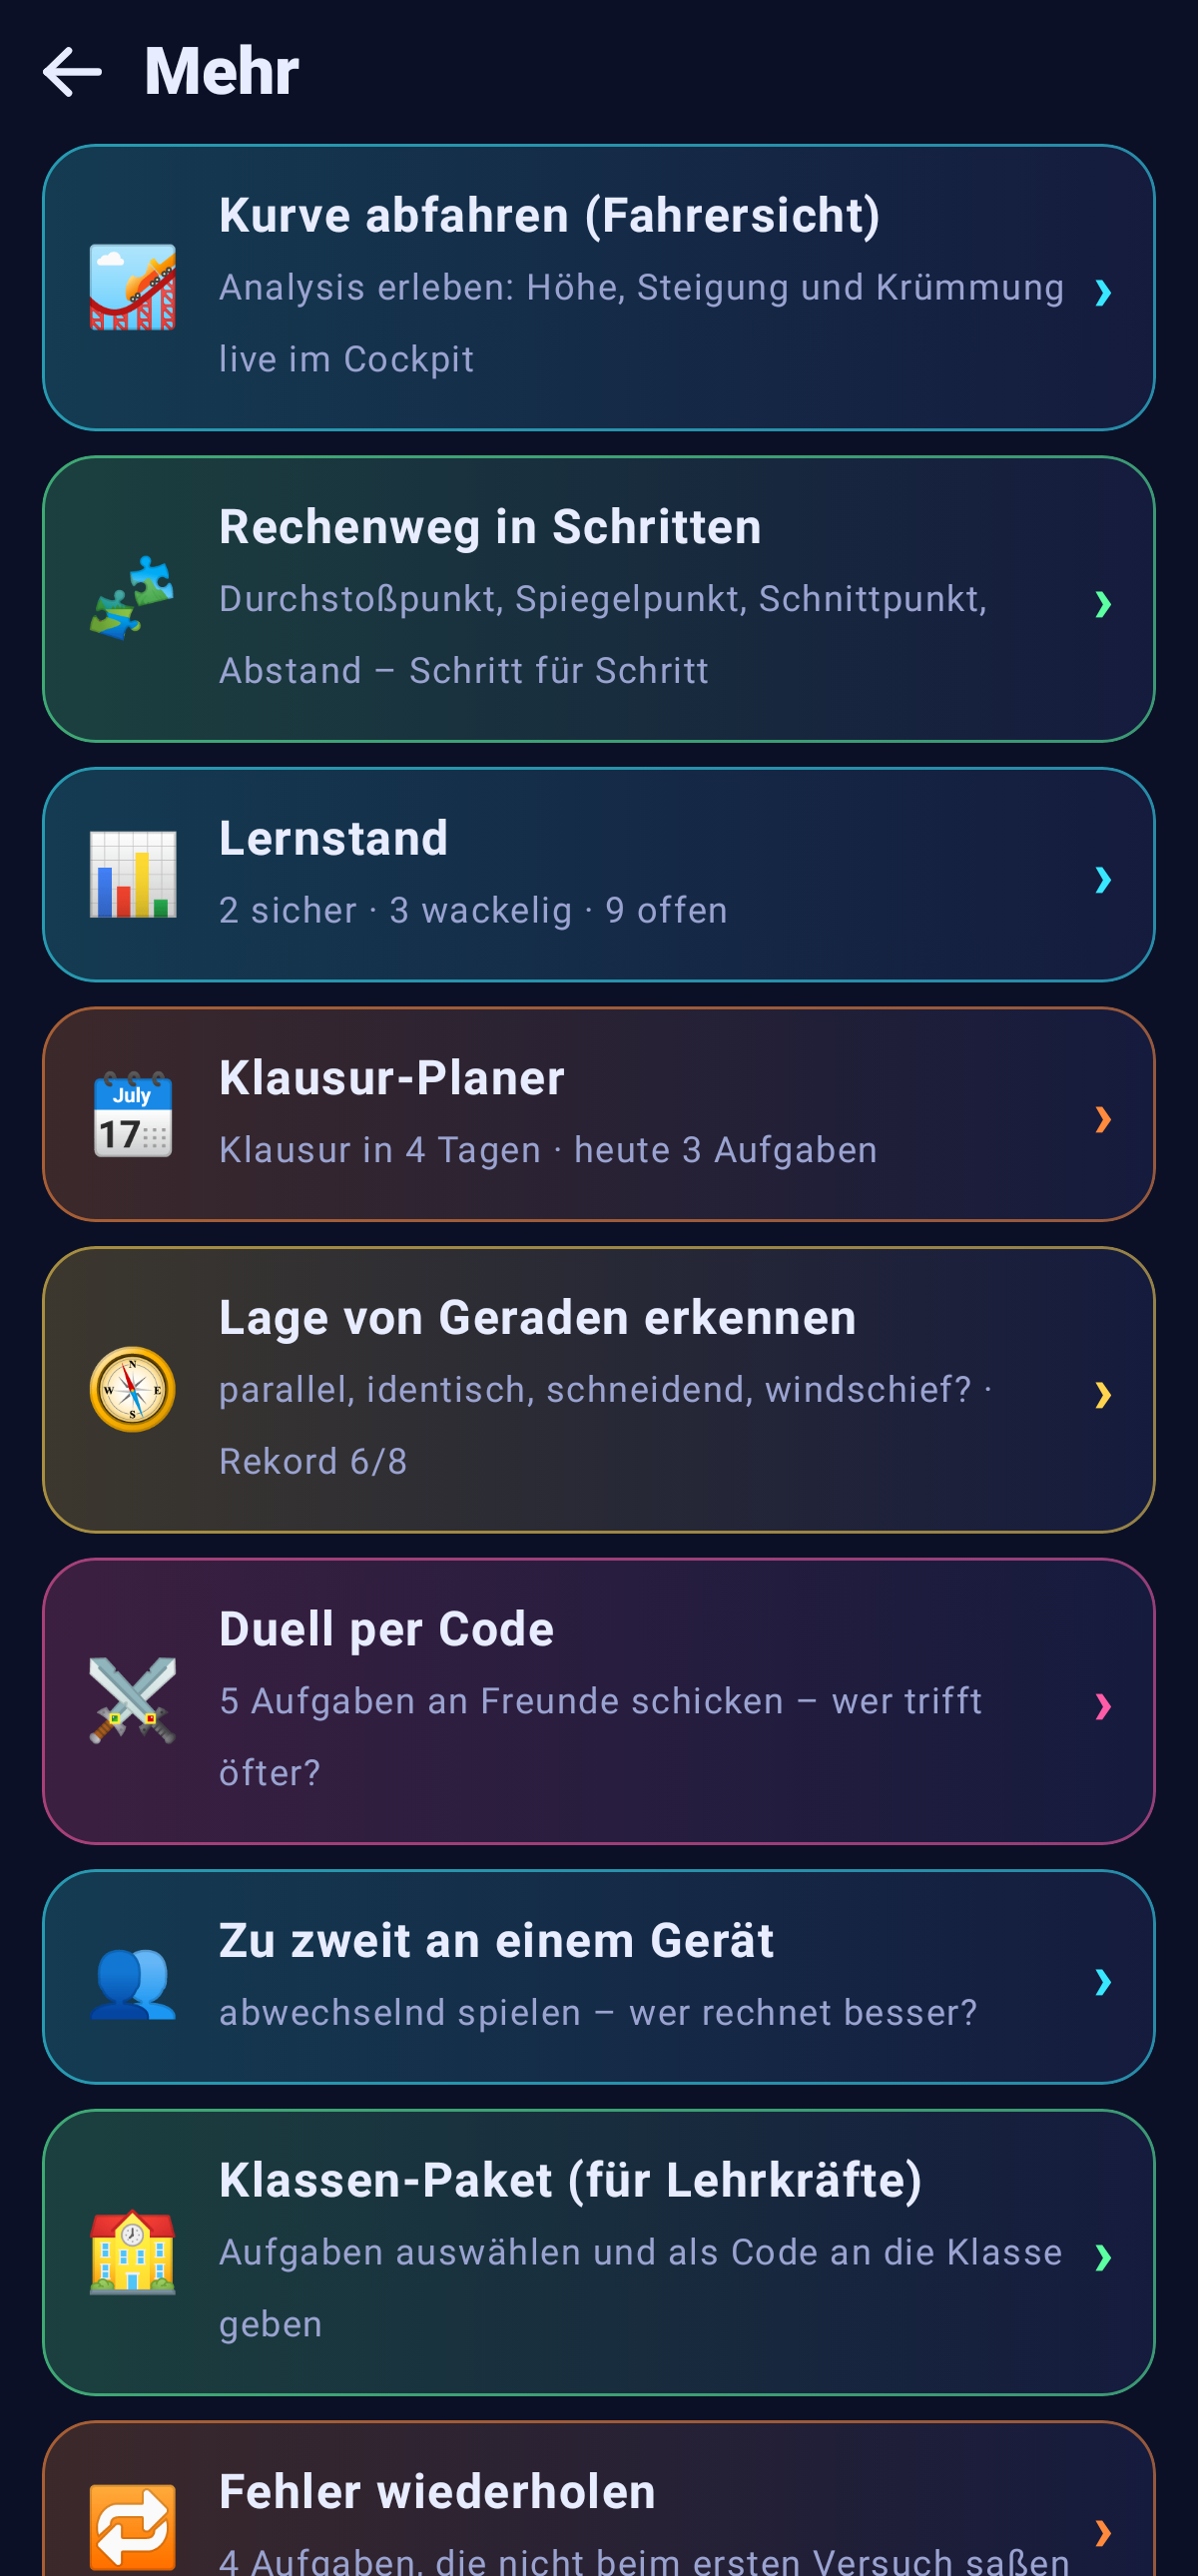 Mehr
Kurve abfahren (Fahrersicht)
Analysis erleben: Höhe, Steigung und Krümmung
live im Cockpit
Rechenweg in Schritten
Durchstoßpunkt, Spiegelpunkt, Schnittpunkt,
Abstand – Schritt für Schritt
Lernstand
2 sicher · 3 wackelig · 9 offen
July
17
Klausur-Planer
Klausur in 4 Tagen · heute 3 Aufgaben
N
W E
S
Lage von Geraden erkennen
parallel, identisch, schneidend, windschief? ·
Rekord 6/8
Duell per Code
5 Aufgaben an Freunde schicken – wer trifft
öfter?
Zu zweit an einem Gerät
abwechselnd spielen – wer rechnet besser?
Klassen-Paket (für Lehrkräfte)
Aufgaben auswählen und als Code an die Klasse
geben
Fehler wiederholen
4 Aufgaben, die nicht beim ersten Versuch saßen